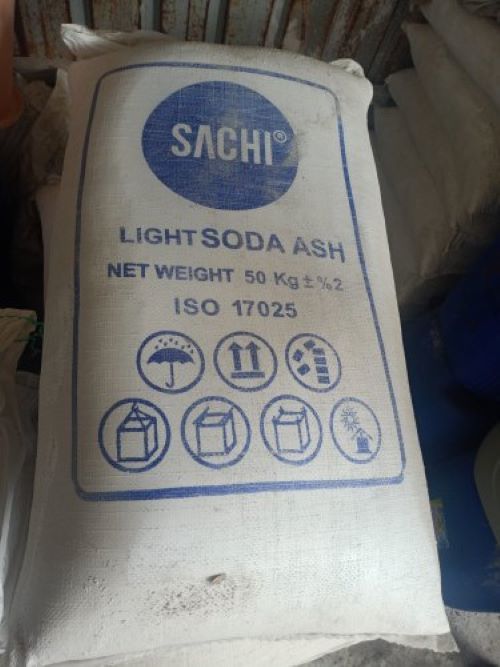 SACHI®
LIGHT SODA ASH
NET WEIGHT 50 Kg ± %2
ISO 17025